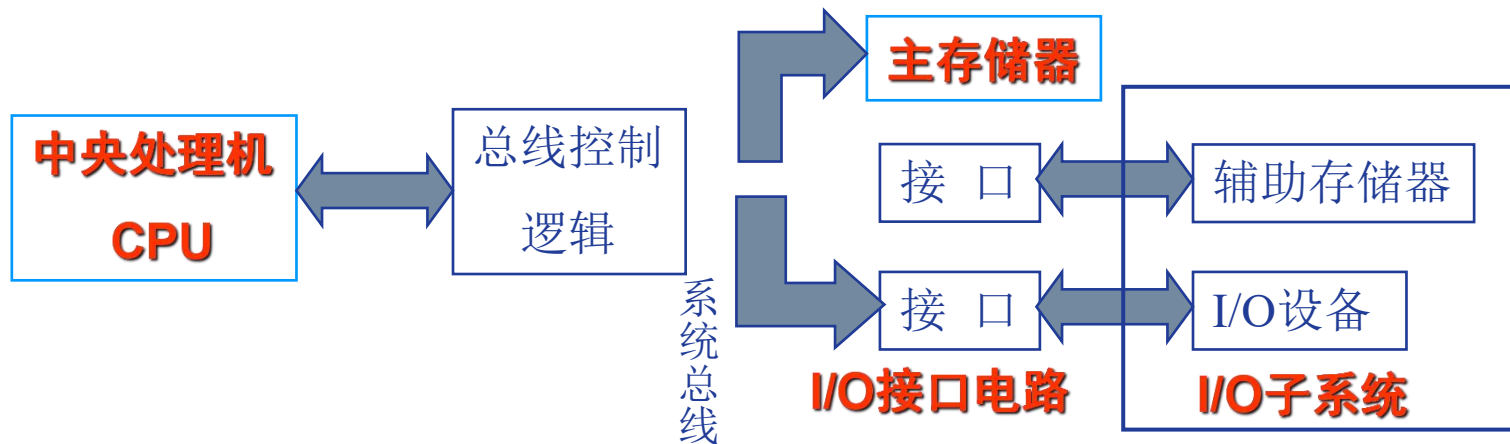 主存储器
中央处理机
CPU
总线控制
逻辑
接 口
辅助存储器
接 口
I/O设备
系统总线
I/O接口电路
I/O子系统